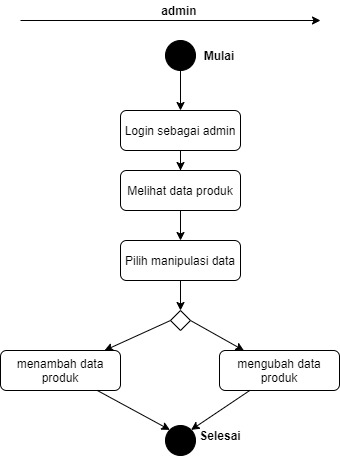 admin
Mulai
Login sebagai admin
Melihat data produk
Pilih manipulasi data
menambah data
produk
mengubah data
produk
Selesai